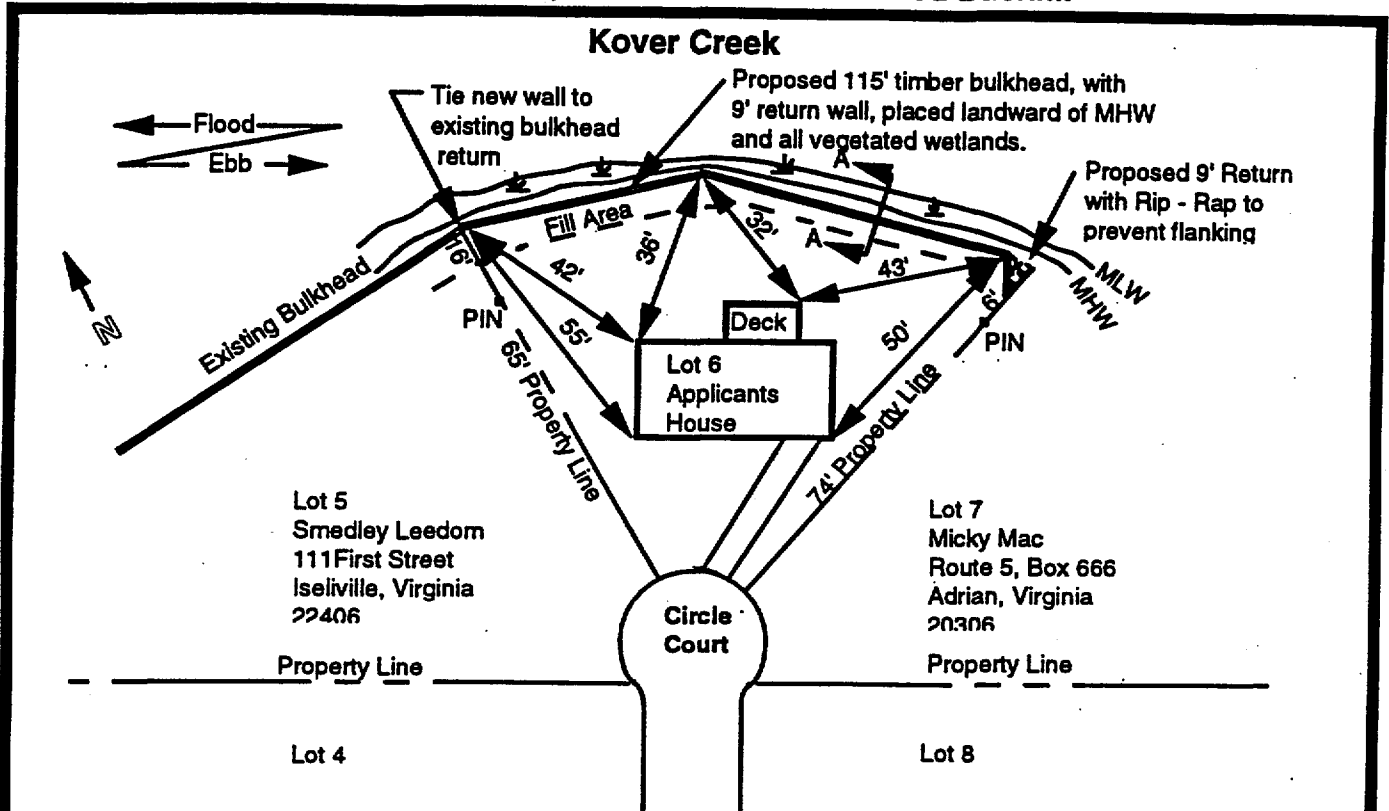 Kover Creek
Flood
Ebb
Tie new wall to
existing bulkhead
return
Proposed 115' timber bulkhead, with
9' return wall, placed landward of MHW
and all vegetated wetlands.
A
Proposed 9' Return
with Rip - Rap to
prevent flanking
Fill Area
A
16'
42'
36'
32'
43'
6'
MLW
MHW
N
Existing Bulkhead
PIN
55'
Deck
50'
PIN
65' Property Line
Lot 6
Applicants
House
74' Property Line
Lot 5
Smedley Leedom
111First Street
Iseliville, Virginia
22406
Lot 7
Micky Mac
Route 5, Box 666
Adrian, Virginia
20306
Circle
Court
Property Line
Property Line
Lot 4
Lot 8